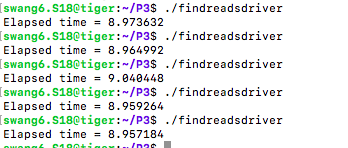 [swang6.S18@tiger:~/P3$ ./findreadsdriver
Elapsed time = 8.973632
[swang6.S18@tiger:~/P3$ ./findreadsdriver
Elapsed time = 8.964992
[swang6.S18@tiger:~/P3$ ./findreadsdriver
Elapsed time = 9.040448
[swang6.S18@tiger:~/P3$ ./findreadsdriver
Elapsed time = 8.959264
[swang6.S18@tiger:~/P3$ ./findreadsdriver
Elapsed time = 8.957184